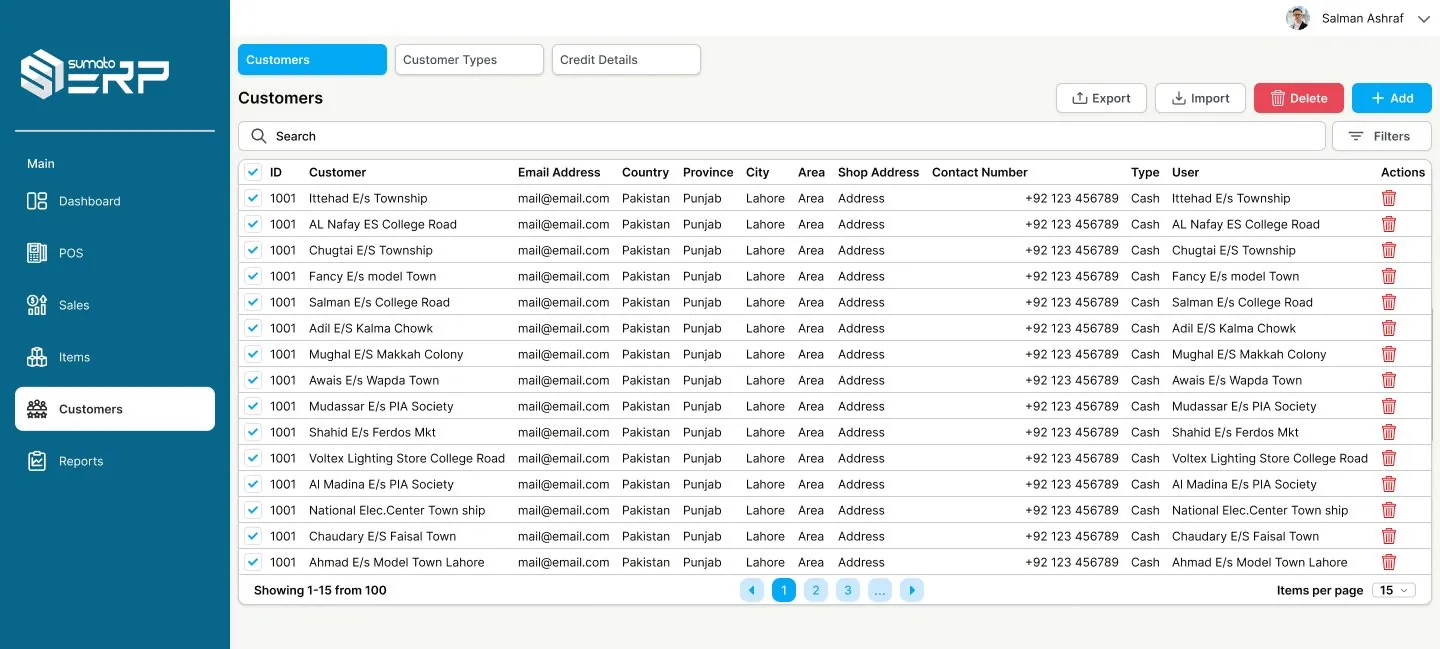 Salman Ashraf
sumato
ERP
Customers Customer Types Credit Details
Customers Export Import Delete + Add
Search Filters
Main
Dashboard
POS
Sales
Items
Customers
Reports
ID Customer Email Address Country Province City Area Shop Address Contact Number Type User Actions
1001 Ittehad E/s Township mail@email.com Pakistan Punjab Lahore Area Address +92 123 456789 Cash Ittehad E/s Township
1001 AL Nafay ES College Road mail@email.com Pakistan Punjab Lahore Area Address +92 123 456789 Cash AL Nafay ES College Road
1001 Chugtai E/S Township mail@email.com Pakistan Punjab Lahore Area Address +92 123 456789 Cash Chugtai E/S Township
1001 Fancy E/s model Town mail@email.com Pakistan Punjab Lahore Area Address +92 123 456789 Cash Fancy E/s model Town
1001 Salman E/s College Road mail@email.com Pakistan Punjab Lahore Area Address +92 123 456789 Cash Salman E/s College Road
1001 Adil E/S Kalma Chowk mail@email.com Pakistan Punjab Lahore Area Address +92 123 456789 Cash Adil E/S Kalma Chowk
1001 Mughal E/S Makkah Colony mail@email.com Pakistan Punjab Lahore Area Address +92 123 456789 Cash Mughal E/S Makkah Colony
1001 Awais E/s Wapda Town mail@email.com Pakistan Punjab Lahore Area Address +92 123 456789 Cash Awais E/s Wapda Town
1001 Mudassar E/s PIA Society mail@email.com Pakistan Punjab Lahore Area Address +92 123 456789 Cash Mudassar E/s PIA Society
1001 Shahid E/s Ferdos Mkt mail@email.com Pakistan Punjab Lahore Area Address +92 123 456789 Cash Shahid E/s Ferdos Mkt
1001 Voltex Lighting Store College Road mail@email.com Pakistan Punjab Lahore Area Address +92 123 456789 Cash Voltex Lighting Store College Road
1001 Al Madina E/s PIA Society mail@email.com Pakistan Punjab Lahore Area Address +92 123 456789 Cash Al Madina E/s PIA Society
1001 National Elec.Center Town ship mail@email.com Pakistan Punjab Lahore Area Address +92 123 456789 Cash National Elec.Center Town ship
1001 Chaudary E/S Faisal Town mail@email.com Pakistan Punjab Lahore Area Address +92 123 456789 Cash Chaudary E/S Faisal Town
1001 Ahmad E/s Model Town Lahore mail@email.com Pakistan Punjab Lahore Area Address +92 123 456789 Cash Ahmad E/s Model Town Lahore
Showing 1-15 from 100 1 2 3 ... Items per page 15